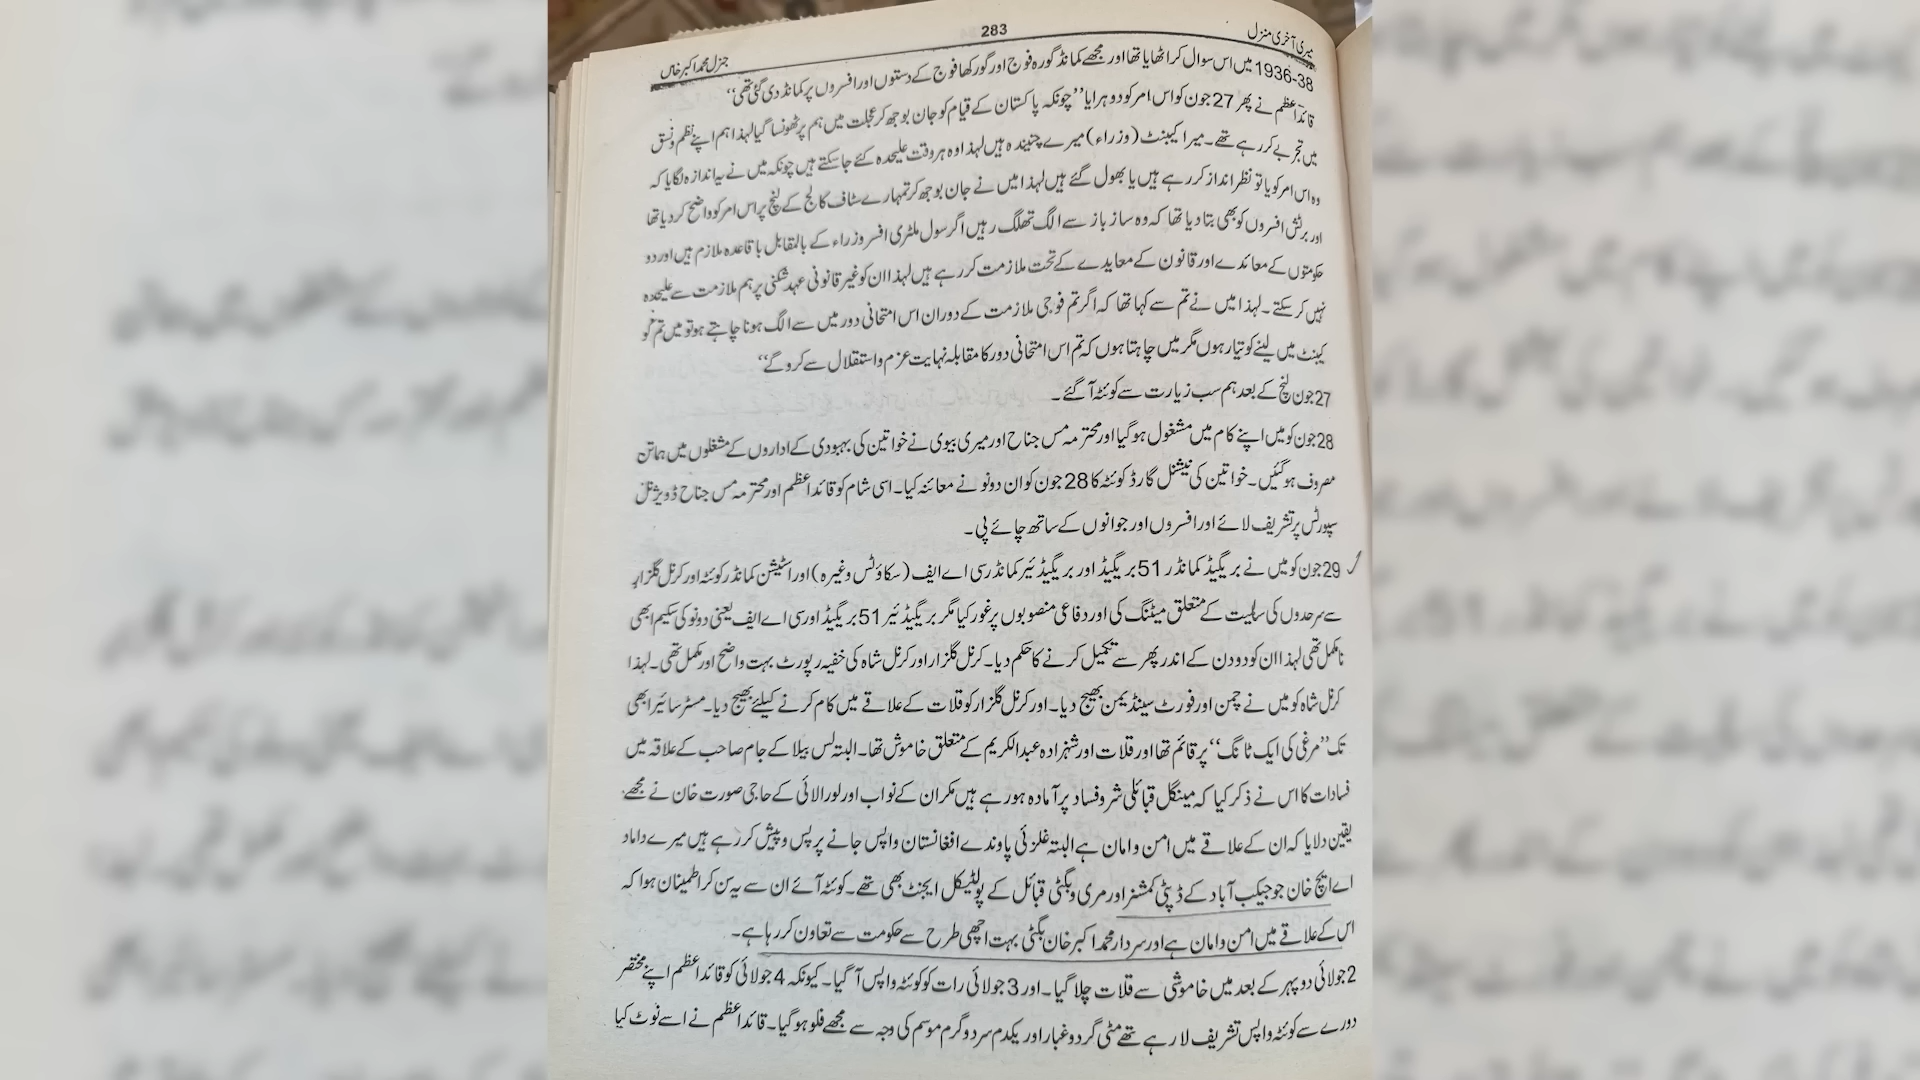 میری آخری منزل
283
جنرل محمد اکبر خاں
1936-38 میں اس سوال کر اٹھایا تھا اور مجھے کمانڈ گورہ فوج اور گورکھا فوج کے دستوں اور افسروں پر کمانڈ دی گئی تھی‘‘
قائداعظم نے پھر 27 جون کو اس امر کو دوہرایا ’’چونکہ پاکستان کے قیام کو جان بوجھ کر عجلت میں ہم پر ٹھونسا گیا لہذا ہم اپنے نظم و نسق
میں تجربے کر رہے تھے۔ میرا کیبنٹ (وزراء) میرے چنیندہ ہیں لہذا وہ ہر وقت علیحدہ کئے جا سکتے ہیں چونکہ میں نے یہ اندازہ لگایا کہ
وہ اس امر کو یا تو نظر انداز کر رہے ہیں یا بھول گئے ہیں لہذا میں نے جان بوجھ کر تمہارے سٹاف کالج کے لنچ پر اس امر کو واضح کر دیا تھا
اور برٹش افسروں کو بھی بتا دیا تھا کہ وہ ساز باز سے الگ تھلگ رہیں اگر سول ملٹری افسر وزراء کے بالمقابل باقاعدہ ملازم ہیں اور دو
حکومتوں کے معائدے اور قانون کے معایدے کے تحت ملازمت کر رہے ہیں لہذا ان کو غیر قانونی عہد شکنی پر ہم ملازمت سے علیحدہ
نہیں کر سکتے۔ لہذا میں نے تم سے کہا تھا کہ اگر تم فوجی ملازمت کے دوران اس امتحانی دور میں سے الگ ہونا چاہتے ہو تو میں تم کو
کیبنٹ میں لینے کو تیار ہوں مگر میں چاہتا ہوں کہ تم اس امتحانی دور کا مقابلہ نہایت عزم و استقلال سے کرو گے‘‘
27 جون لنچ کے بعد ہم سب زیارت سے کوئٹہ آ گئے۔
28 جون کو میں اپنے کام میں مشغول ہو گیا اور محترمہ مس جناح اور میری بیوی نے خواتین کی بہبودی کے اداروں کے مشغلوں میں ہماتن
مصروف ہو گئیں۔ خواتین کی نیشنل گارڈ کوئٹہ کا 28 جون کو ان دونو نے معائنہ کیا۔ اسی شام کو قائداعظم اور محترمہ مس جناح ڈویژنل
سپورٹس پر تشریف لائے اور افسروں اور جوانوں کے ساتھ چائے پی۔
29 جون کو میں نے بریگیڈ کمانڈر 51 بریگیڈ اور بریگیڈئیر کمانڈر سی اے ایف (سکاؤٹس وغیرہ) اور اسٹیشن کمانڈر کوئٹہ اور کرنل گلزار
سے سرحدوں کی سالمیت کے متعلق میٹنگ کی اور دفاعی منصوبوں پر غور کیا مگر بریگیڈئیر 51 بریگیڈ اور سی اے ایف یعنی دونو کی سکیم ابھی
نامکمل تھی لہذا ان کو دو دن کے اندر پھر سے تکمیل کرنے کا حکم دیا۔ کرنل گلزار اور کرنل شاہ کی خفیہ رپورٹ بہت واضح اور مکمل تھی۔ لہذا
کرنل شاہ کو میں نے چمن اور فورٹ سینڈیمن بھیج دیا۔ اور کرنل گلزار کو قلات کے علاقے میں کام کرنے کیلئے بھیج دیا۔ مسٹر سائیر ابھی
تک ’’مرغی کی ایک ٹانگ‘‘ پر قائم تھا اور قلات اور شہزادہ عبدالکریم کے متعلق خاموش تھا۔ البتہ لس بیلا کے جام صاحب کے علاقہ میں
فسادات کا اس نے ذکر کیا کہ مینگل قبائلی شر و فساد پر آمادہ ہو رہے ہیں مکران کے نواب اور لورالائی کے حاجی صورت خان نے مجھے
یقین دلایا کہ ان کے علاقے میں امن و امان ہے البتہ غلزئی پاوندے افغانستان واپس جانے پر پس و پیش کر رہے ہیں میرے داماد
اے ایچ خان جو جیکب آباد کے ڈپٹی کمشنر اور مری و بگٹی قبائل کے پولٹیکل ایجنٹ بھی تھے۔ کوئٹہ آئے ان سے یہ سن کر اطمینان ہوا کہ
اس کے علاقے میں امن و امان ہے اور سردار محمد اکبر خان بگٹی بہت اچھی طرح سے حکومت سے تعاون کر رہا ہے۔
2 جولائی دوپہر کے بعد میں خاموشی سے قلات چلا گیا۔ اور 3 جولائی رات کو کوئٹہ واپس آ گیا۔ کیونکہ 4 جولائی کو قائداعظم اپنے مختصر
دورے سے کوئٹہ واپس تشریف لا رہے تھے مٹی گرد و غبار اور یکدم سرد و گرم موسم کی وجہ سے مجھے فلو ہو گیا۔ قائداعظم نے اسے نوٹ کیا